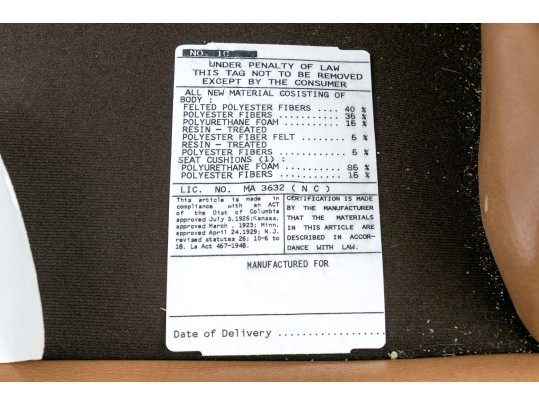 NO. 1C
UNDER PENALTY OF LAW
THIS TAG NOT TO BE REMOVED
EXCEPT BY THE CONSUMER
ALL NEW MATERIAL COSISTING OF
BODY :
FELTED POLYESTER FIBERS .... 40 %
POLYESTER FIBERS ........... 36 %
POLYURETHANE FOAM .......... 16 %
RESIN - TREATED
POLYESTER FIBER FELT ....... 5 %
RESIN - TREATED
POLYESTER FIBERS ........... 5 %
SEAT CUSHIONS (1) :
POLYURETHANE FOAM .......... 85 %
POLYESTER FIBERS ........... 15 %
LIC. NO. MA 3632 ( N C )
This article is made in
compliance with an ACT
of the Dist of Columbia
approved July 3,1926;Kansas,
approved March , 1923; Minn.
approved April 24,1929; N.J.
revised statutes 26; 10-6 to
18. La Act 467-1948.
CERTIFICATION IS MADE
BY THE MANUFACTURER
THAT THE MATERIALS
IN THIS ARTICLE ARE
DESCRIBED IN ACCOR-
DANCE WITH LAW.
MANUFACTURED FOR
Date of Delivery .................